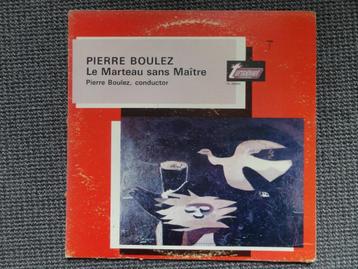 PIERRE BOULEZ
Le Marteau sans Maître
Pierre Boulez, conductor
turnabout